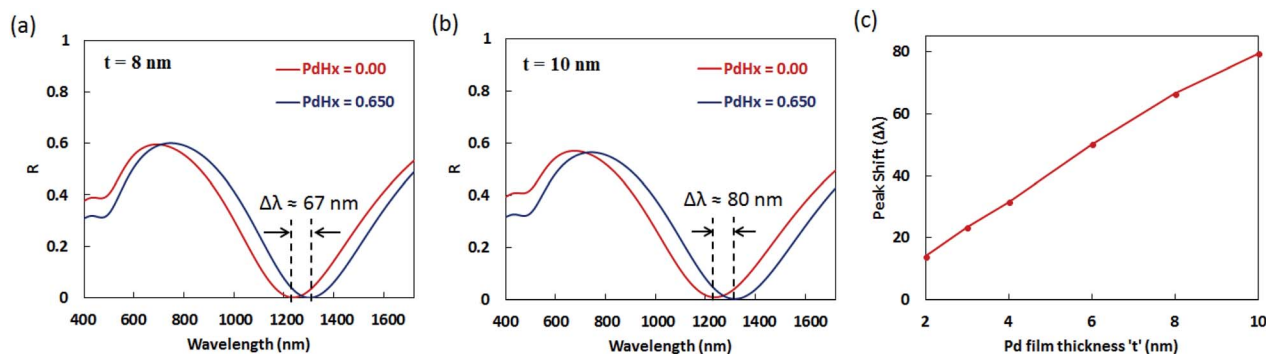 (a)
1
0.8
0.6
0.4
0.2
0
R
t = 8 nm
PdHx = 0.00
PdHx = 0.650
Δλ ≈ 67 nm
400 600 800 1000 1200 1400 1600
Wavelength (nm)
(b)
1
0.8
0.6
0.4
0.2
0
R
t = 10 nm
PdHx = 0.00
PdHx = 0.650
Δλ ≈ 80 nm
400 600 800 1000 1200 1400 1600
Wavelength (nm)
(c)
80
60
40
20
0
Peak Shift (Δλ)
2 4 6 8 10
Pd film thickness 't' (nm)